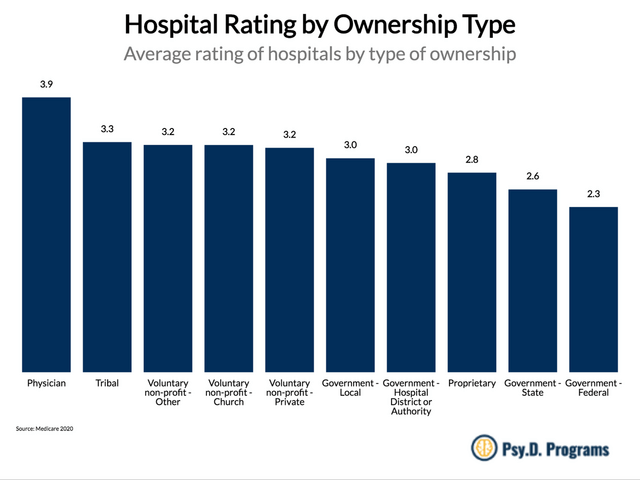 Hospital Rating by Ownership Type
Average rating of hospitals by type of ownership
3.9
3.3
3.2
3.2
3.2
3.0
3.0
2.8
2.6
2.3
Physician
Tribal
Voluntary
non-profit -
Other
Voluntary
non-profit -
Church
Voluntary
non-profit -
Private
Government -
Local
Government -
Hospital
District or
Authority
Proprietary
Government -
State
Government -
Federal
Source: Medicare 2020
Psy.D. Programs